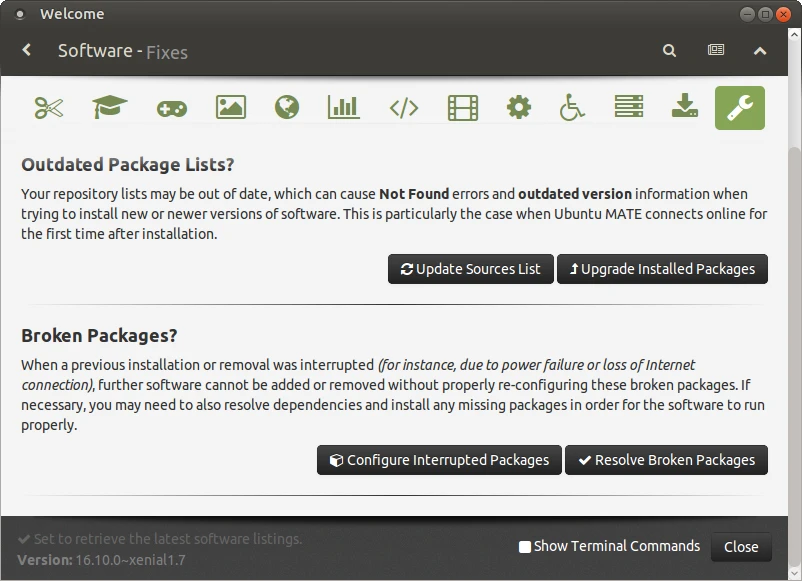 Welcome
Software - Fixes
Outdated Package Lists?
Your repository lists may be out of date, which can cause Not Found errors and outdated version information when
trying to install new or newer versions of software. This is particularly the case when Ubuntu MATE connects online for
the first time after installation.
Update Sources List Upgrade Installed Packages
Broken Packages?
When a previous installation or removal was interrupted (for instance, due to power failure or loss of Internet
connection), further software cannot be added or removed without properly re-configuring these broken packages. If
necessary, you may need to also resolve dependencies and install any missing packages in order for the software to run
properly.
Configure Interrupted Packages Resolve Broken Packages
Set to retrieve the latest software listings.
Show Terminal Commands Close
Version: 16.10.0~xenial1.7